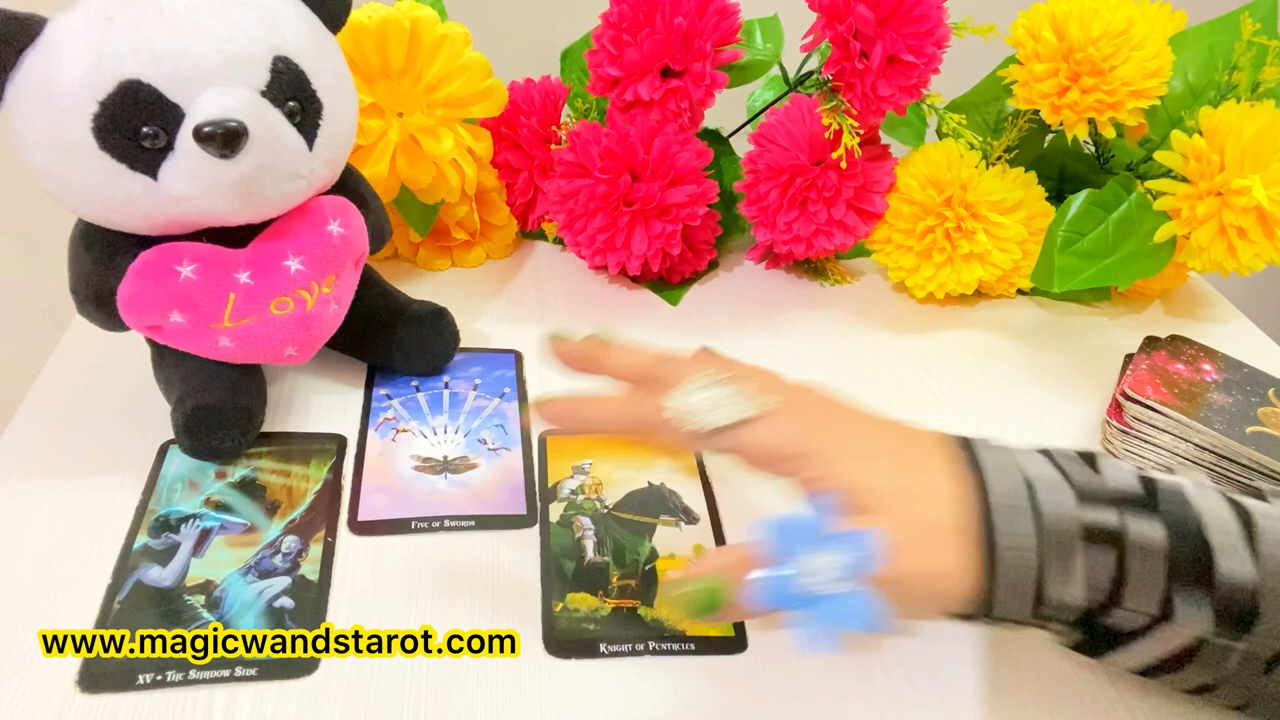 Love
FIVE OF SWORDS
KNIGHT OF PENTACLES
www.magicwandstarot.com
XV • THE SHADOW SIDE